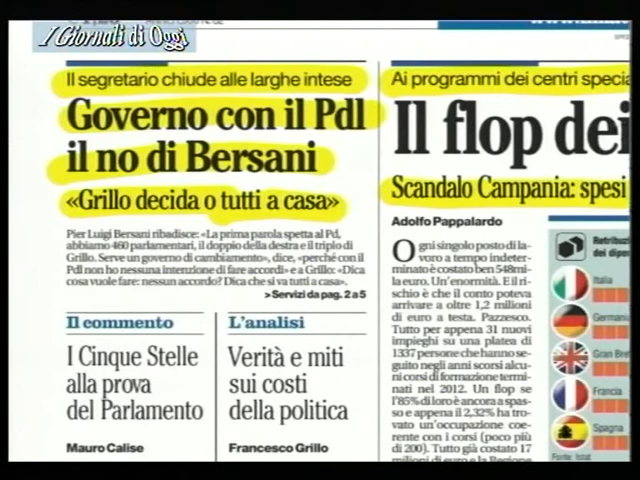 I Giornali di Oggi
Il segretario chiude alle larghe intese
Governo con il Pdl
il no di Bersani
«Grillo decida o tutti a casa»
Pier Luigi Bersani ribadisce: «La prima parola spetta al Pd,
abbiamo 460 parlamentari, il doppio della destra e il triplo di
Grillo. Serve un governo di cambiamento», dice, «perché con il
Pdl non ho nessuna intenzione di fare accordi» e a Grillo: «Dica
cosa vuole fare: nessun accordo? Dica che si va tutti a casa».
>Servizi da pag. 2 a 5
Il commento
I Cinque Stelle
alla prova
del Parlamento
Mauro Calise
L'analisi
Verità e miti
sui costi
della politica
Francesco Grillo
Ai programmi dei centri specia
Il flop dei
Scandalo Campania: spesi
Adolfo Pappalardo
Ogni singolo posto di la-
voro a tempo indeter-
minato è costato ben 548mi-
la euro. Un'enormità. E il ri-
schio è che il conto poteva
arrivare a oltre 1,2 milioni
di euro a testa. Pazzesco.
Tutto per appena 31 nuovi
impieghi su una platea di
1337 persone che hanno se-
guito negli anni scorsi alcu-
ni corsi di formazione termi-
nati nel 2012. Un flop se
l'85% di loro è ancora a spas-
so e appena il 2,32% ha tro-
vato un'occupazione coe-
rente con i corsi (poco più
di 200). Tutto già costato 17
milioni di euro e la Regione
Retribuz
dei dipe
Italia
Germania
Gran Bret
Francia
Spagna
Fonte: Istat